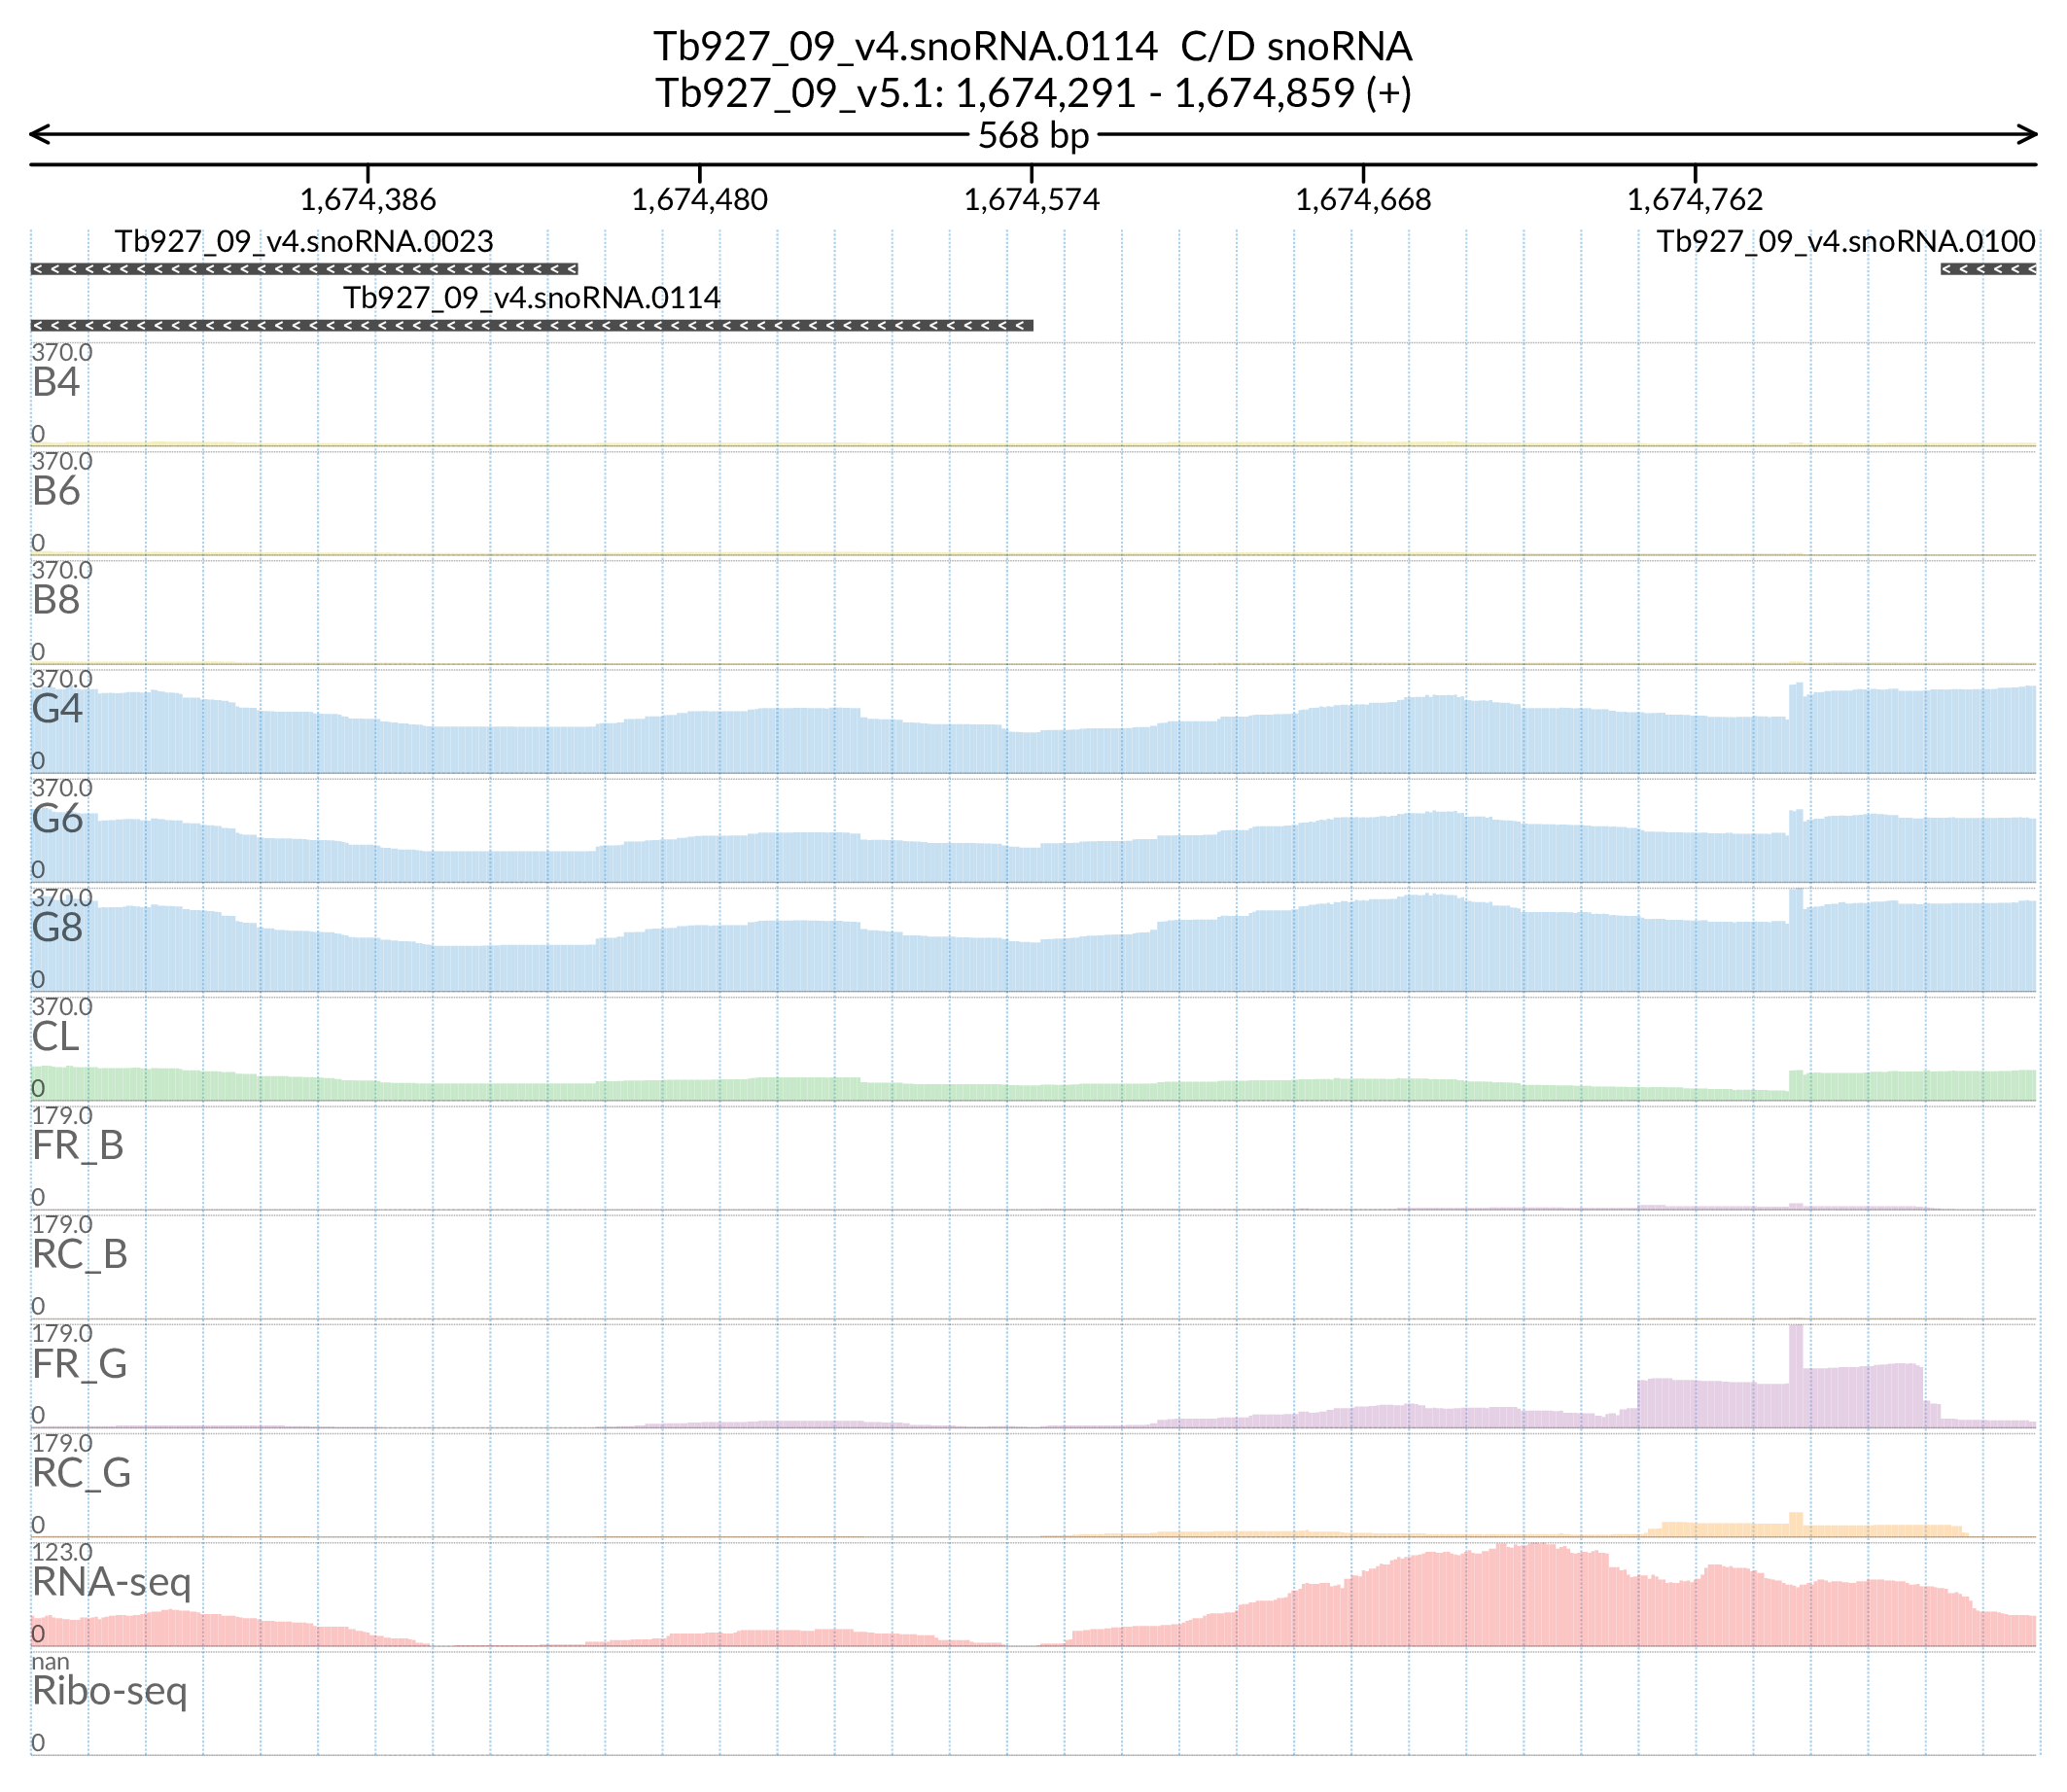 Tb927_09_v4.snoRNA.0114 C/D snoRNA
Tb927_09_v5.1: 1,674,291 - 1,674,859 (+)
568 bp
1,674,386 1,674,480 1,674,574 1,674,668 1,674,762
Tb927_09_v4.snoRNA.0023 Tb927_09_v4.snoRNA.0100
Tb927_09_v4.snoRNA.0114
370.0
B4
0
370.0
B6
0
370.0
B8
0
370.0
G4
0
370.0
G6
0
370.0
G8
0
370.0
CL
0
179.0
FR_B
0
179.0
RC_B
0
179.0
FR_G
0
179.0
RC_G
0
123.0
RNA-seq
0
nan
Ribo-seq
0